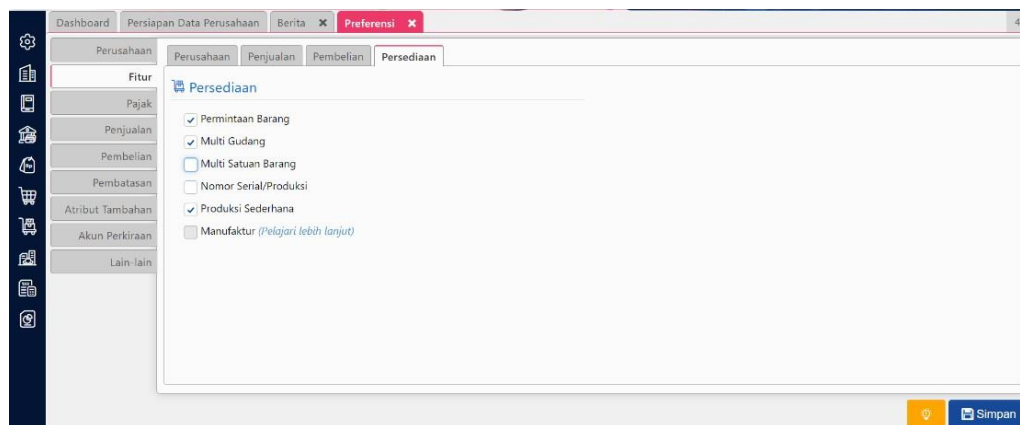 Dashboard Persiapan Data Perusahaan Berita Preferensi 4
Perusahaan
Fitur
Pajak
Penjualan
Pembelian
Pembatasan
Atribut Tambahan
Akun Perkiraan
Lain-lain
Perusahaan Penjualan Pembelian Persediaan
Persediaan
Permintaan Barang
Multi Gudang
Multi Satuan Barang
Nomor Serial/Produksi
Produksi Sederhana
Manufaktur (Pelajari lebih lanjut)
Simpan